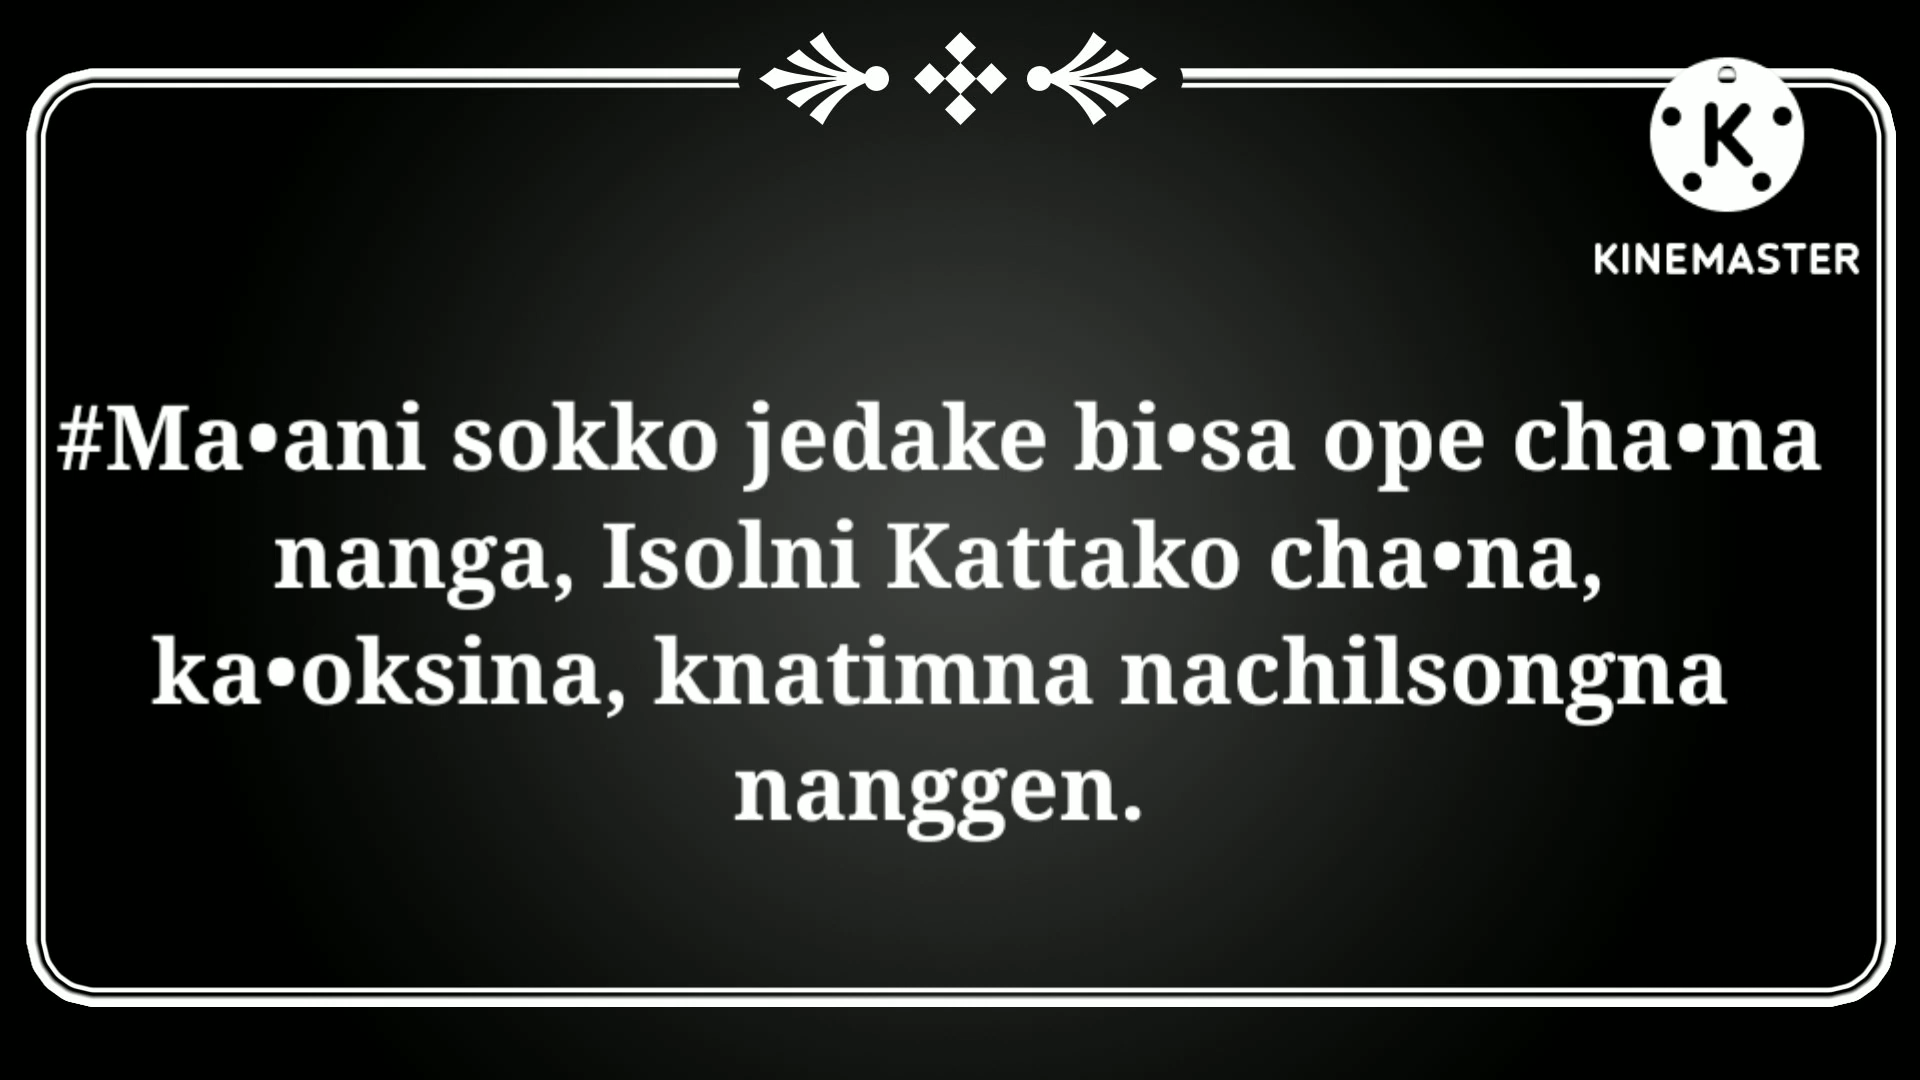 K
KINEMASTER
#Ma•ani sokko jedake bi•sa ope cha•na
nanga, Isolni Kattako cha•na,
ka•oksina, knatimna nachilsongna
nanggen.